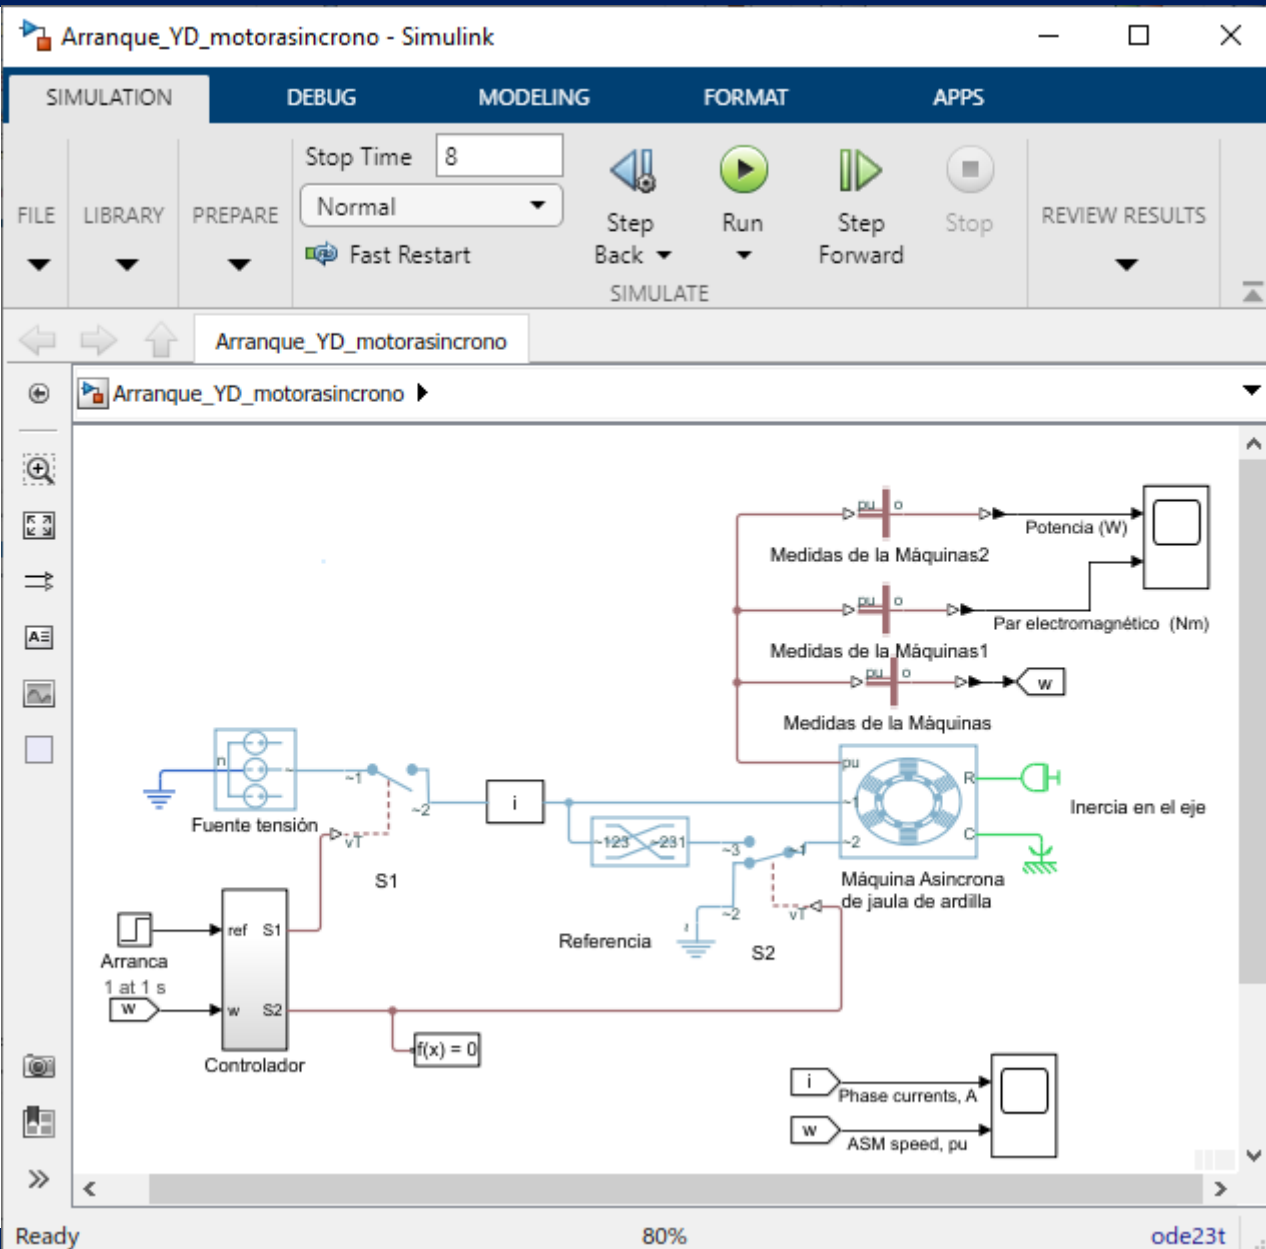 Arranque_YD_motorasincrono - Simulink
SIMULATION DEBUG MODELING FORMAT APPS
FILE
LIBRARY
PREPARE
Stop Time 8
Normal
Fast Restart
Step Back
Run
Step Forward
Stop
SIMULATE
REVIEW RESULTS
Arranque_YD_motorasincrono
Arranque_YD_motorasincrono
pu o
Potencia (W)
Medidas de la Máquinas2
pu o
Par electromagnético (Nm)
Medidas de la Máquinas1
pu o
w
Medidas de la Máquinas
n
~
~1
~2
Fuente tensión
vT
S1
i
~123 ~231
~3
~1
~2
vT
~
Referencia
S2
pu
~1
~2
R
C
Inercia en el eje
Máquina Asincrona
de jaula de ardilla
ref S1
Arranca
1 at 1 s
w
w S2
Controlador
f(x) = 0
i
Phase currents, A
w
ASM speed, pu
Ready
80%
ode23t